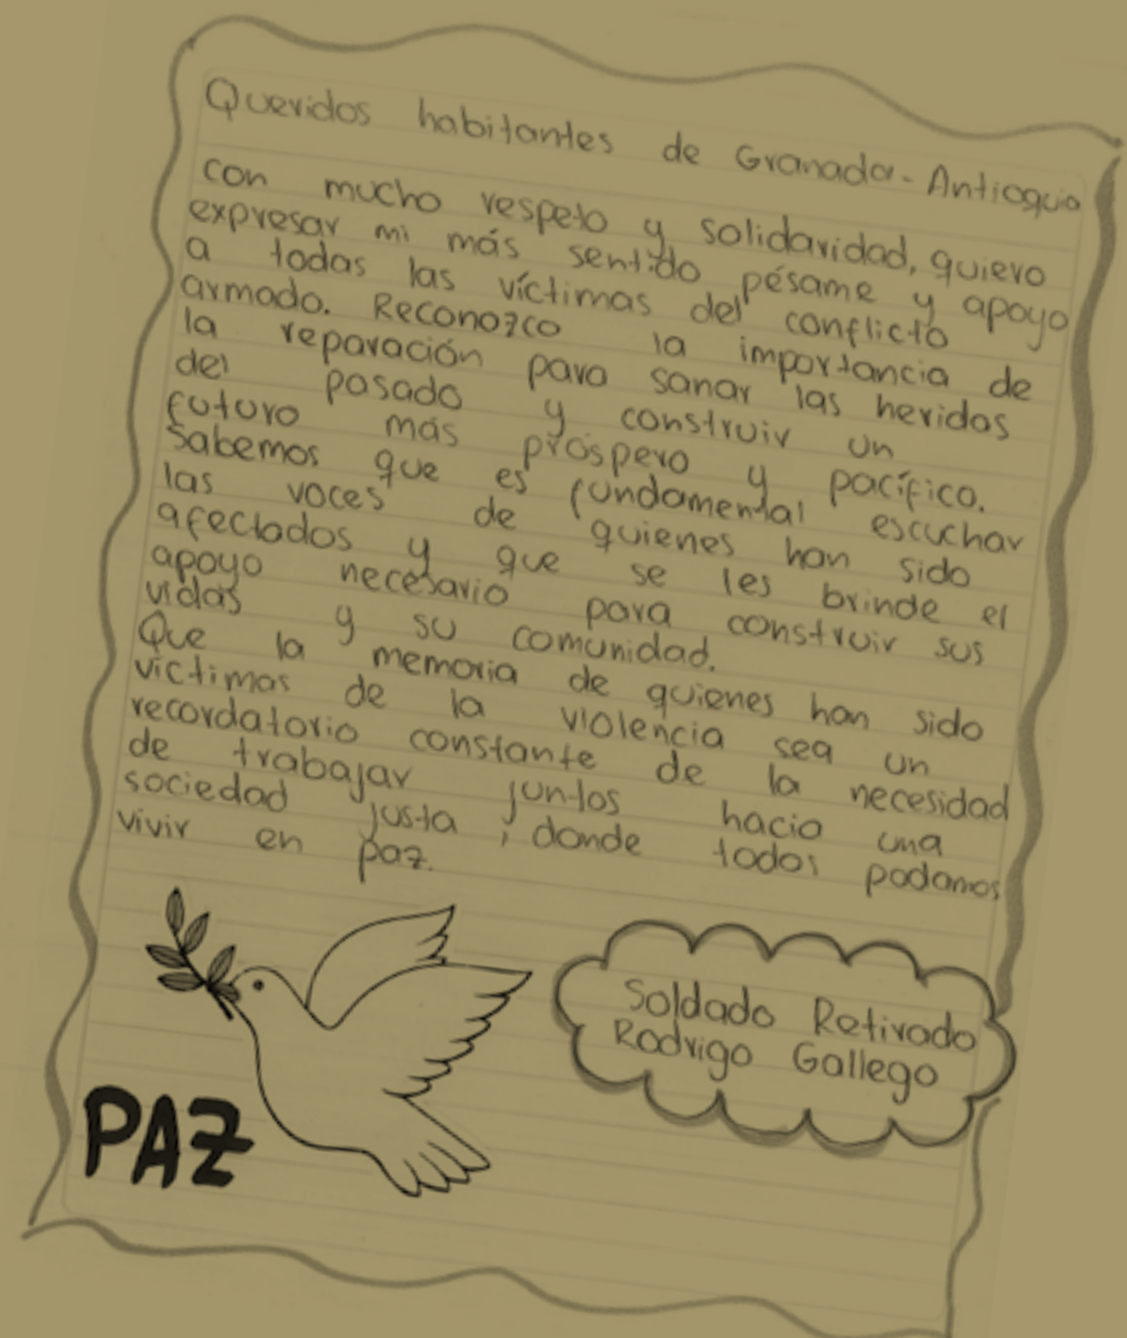 Queridos habitantes de Granada - Antioquia
con mucho respeto y solidaridad, quiero
expresar mi más sentido pésame y apoyo
a todas las víctimas del conflicto
armado. Reconozco la importancia de
la reparación para sanar las heridas
del pasado y construir un
futuro más próspero y pacífico.
Sabemos que es fundamental escuchar
las voces de quienes han sido
afectados y que se les brinde el
apoyo necesario para construir sus
vidas y su comunidad.
Que la memoria de quienes han sido
víctimas de la violencia sea un
recordatorio constante de la necesidad
de trabajar juntos hacia una
sociedad justa, donde todos podamos
vivir en paz.
PAZ
Soldado Retirado
Rodrigo Gallego